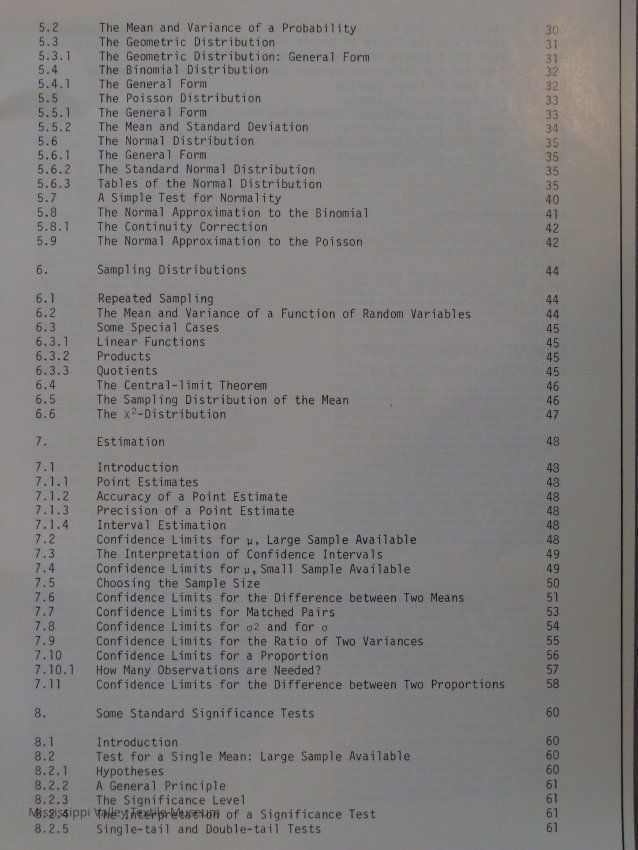 5.2 The Mean and Variance of a Probability 30
5.3 The Geometric Distribution 31
5.3.1 The Geometric Distribution: General Form 31
5.4 The Binomial Distribution 32
5.4.1 The General Form 32
5.5 The Poisson Distribution 33
5.5.1 The General Form 33
5.5.2 The Mean and Standard Deviation 34
5.6 The Normal Distribution 35
5.6.1 The General Form 35
5.6.2 The Standard Normal Distribution 35
5.6.3 Tables of the Normal Distribution 35
5.7 A Simple Test for Normality 40
5.8 The Normal Approximation to the Binomial 41
5.8.1 The Continuity Correction 42
5.9 The Normal Approximation to the Poisson 42
6. Sampling Distributions 44
6.1 Repeated Sampling 44
6.2 The Mean and Variance of a Function of Random Variables 44
6.3 Some Special Cases 45
6.3.1 Linear Functions 45
6.3.2 Products 45
6.3.3 Quotients 45
6.4 The Central-limit Theorem 46
6.5 The Sampling Distribution of the Mean 46
6.6 The χ²-Distribution 47
7. Estimation 48
7.1 Introduction 48
7.1.1 Point Estimates 48
7.1.2 Accuracy of a Point Estimate 48
7.1.3 Precision of a Point Estimate 48
7.1.4 Interval Estimation 48
7.2 Confidence Limits for μ, Large Sample Available 48
7.3 The Interpretation of Confidence Intervals 49
7.4 Confidence Limits for μ, Small Sample Available 49
7.5 Choosing the Sample Size 50
7.6 Confidence Limits for the Difference between Two Means 51
7.7 Confidence Limits for Matched Pairs 53
7.8 Confidence Limits for σ2 and for σ 54
7.9 Confidence Limits for the Ratio of Two Variances 55
7.10 Confidence Limits for a Proportion 56
7.10.1 How Many Observations are Needed? 57
7.11 Confidence Limits for the Difference between Two Proportions 58
8. Some Standard Significance Tests 60
8.1 Introduction 60
8.2 Test for a Single Mean: Large Sample Available 60
8.2.1 Hypotheses 60
8.2.2 A General Principle 61
8.2.3 The Significance Level 61
8.2.4 The Interpretation of a Significance Test 61
Mississippi Valley Textile Museum
8.2.5 Single-tail and Double-tail Tests 61